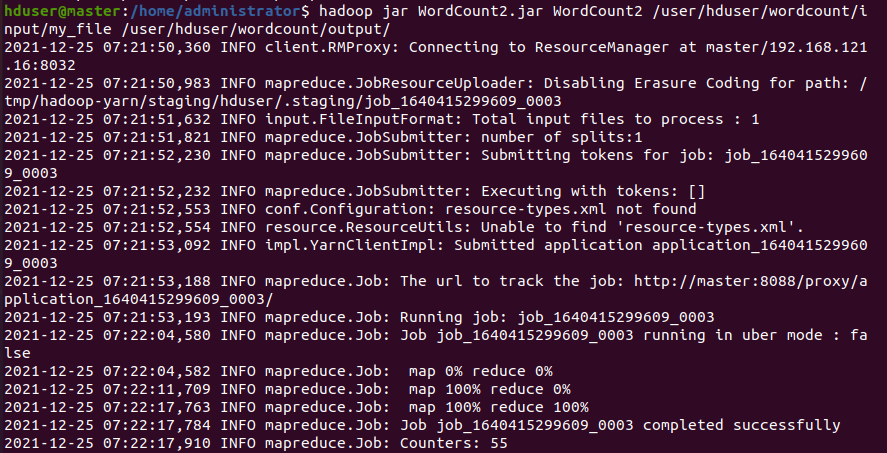 hduser@master:/home/administrator$ hadoop jar WordCount2.jar WordCount2 /user/hduser/wordcount/i
nput/my_file /user/hduser/wordcount/output/
2021-12-25 07:21:50,360 INFO client.RMProxy: Connecting to ResourceManager at master/192.168.121
.16:8032
2021-12-25 07:21:50,983 INFO mapreduce.JobResourceUploader: Disabling Erasure Coding for path: /
tmp/hadoop-yarn/staging/hduser/.staging/job_1640415299609_0003
2021-12-25 07:21:51,632 INFO input.FileInputFormat: Total input files to process : 1
2021-12-25 07:21:51,821 INFO mapreduce.JobSubmitter: number of splits:1
2021-12-25 07:21:52,230 INFO mapreduce.JobSubmitter: Submitting tokens for job: job_164041529960
9_0003
2021-12-25 07:21:52,232 INFO mapreduce.JobSubmitter: Executing with tokens: []
2021-12-25 07:21:52,553 INFO conf.Configuration: resource-types.xml not found
2021-12-25 07:21:52,554 INFO resource.ResourceUtils: Unable to find 'resource-types.xml'.
2021-12-25 07:21:53,092 INFO impl.YarnClientImpl: Submitted application application_164041529960
9_0003
2021-12-25 07:21:53,188 INFO mapreduce.Job: The url to track the job: http://master:8088/proxy/a
pplication_1640415299609_0003/
2021-12-25 07:21:53,193 INFO mapreduce.Job: Running job: job_1640415299609_0003
2021-12-25 07:22:04,580 INFO mapreduce.Job: Job job_1640415299609_0003 running in uber mode : fa
lse
2021-12-25 07:22:04,582 INFO mapreduce.Job:  map 0% reduce 0%
2021-12-25 07:22:11,709 INFO mapreduce.Job:  map 100% reduce 0%
2021-12-25 07:22:17,763 INFO mapreduce.Job:  map 100% reduce 100%
2021-12-25 07:22:17,784 INFO mapreduce.Job: Job job_1640415299609_0003 completed successfully
2021-12-25 07:22:17,910 INFO mapreduce.Job: Counters: 55